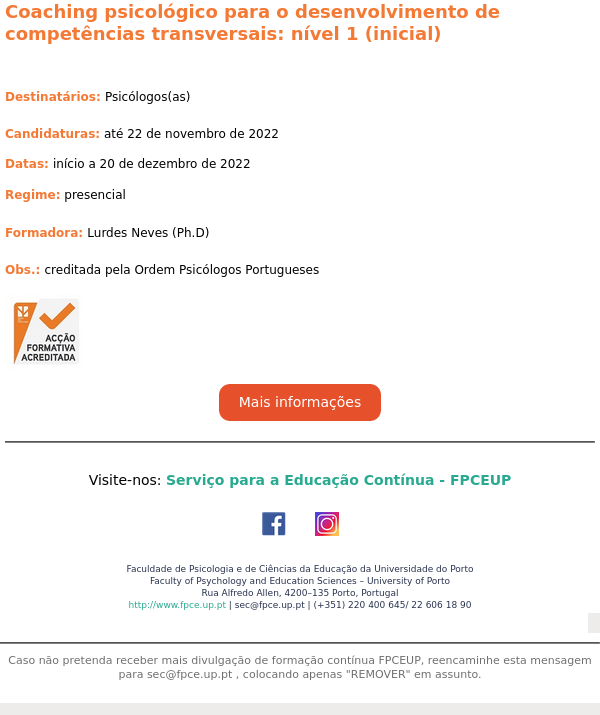 Coaching psicológico para o desenvolvimento de
competências transversais: nível 1 (inicial)
Destinatários: Psicólogos(as)
Candidaturas: até 22 de novembro de 2022
Datas: início a 20 de dezembro de 2022
Regime: presencial
Formadora: Lurdes Neves (Ph.D)
Obs.: creditada pela Ordem Psicólogos Portugueses
ACÇÃO
FORMATIVA
ACREDITADA
Mais informações
Visite-nos: Serviço para a Educação Contínua - FPCEUP
Faculdade de Psicologia e de Ciências da Educação da Universidade do Porto
Faculty of Psychology and Education Sciences – University of Porto
Rua Alfredo Allen, 4200–135 Porto, Portugal
http://www.fpce.up.pt | sec@fpce.up.pt | (+351) 220 400 645/ 22 606 18 90
Caso não pretenda receber mais divulgação de formação contínua FPCEUP, reencaminhe esta mensagem
para sec@fpce.up.pt , colocando apenas "REMOVER" em assunto.